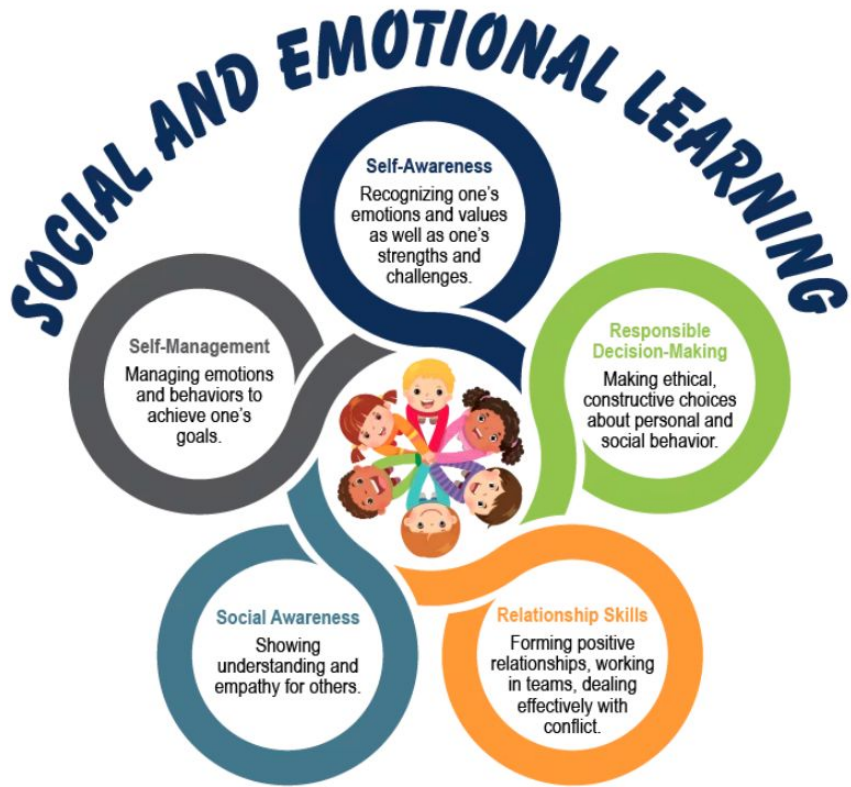 SOCIAL AND EMOTIONAL LEARNING
Self-Awareness
Recognizing one's
emotions and values
as well as one's
strengths and
challenges.
Self-Management
Managing emotions
and behaviors to
achieve one's
goals.
Responsible
Decision-Making
Making ethical,
constructive choices
about personal and
social behavior.
Social Awareness
Showing
understanding and
empathy for others.
Relationship Skills
Forming positive
relationships, working
in teams, dealing
effectively with
conflict.